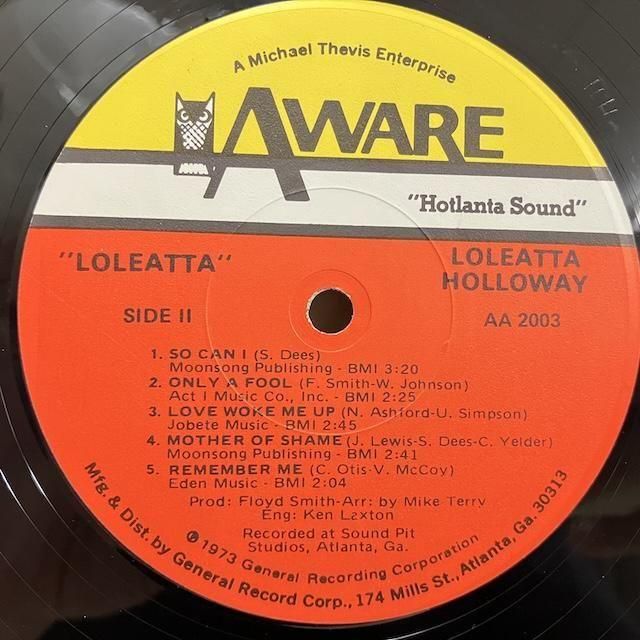 A Michael Thevis Enterprise
AWARE
"Hotlanta Sound"
"LOLEATTA"
LOLEATTA
HOLLOWAY
SIDE II
AA 2003
1. SO CAN I (S. Dees)
Moonsong Publishing - BMI 3:20
2. ONLY A FOOL (F. Smith-W. Johnson)
Act I Music Co., Inc. - BMI 2:25
3. LOVE WOKE ME UP (N. Ashford-U. Simpson)
Jobete Music - BMI 2:45
4. MOTHER OF SHAME (J. Lewis-S. Dees-C. Yelder)
Moonsong Publishing - BMI 2:41
5. REMEMBER ME (C. Otis-V. McCoy)
Eden Music - BMI 2:04
Prod: Floyd Smith-Arr: by Mike Terry
Eng: Ken Laxton
Recorded at Sound Pit
Studios, Atlanta, Ga.
℗ 1973 General Recording Corporation
Mfg. & Dist. by General Record Corp., 174 Mills St., Atlanta, Ga. 30313